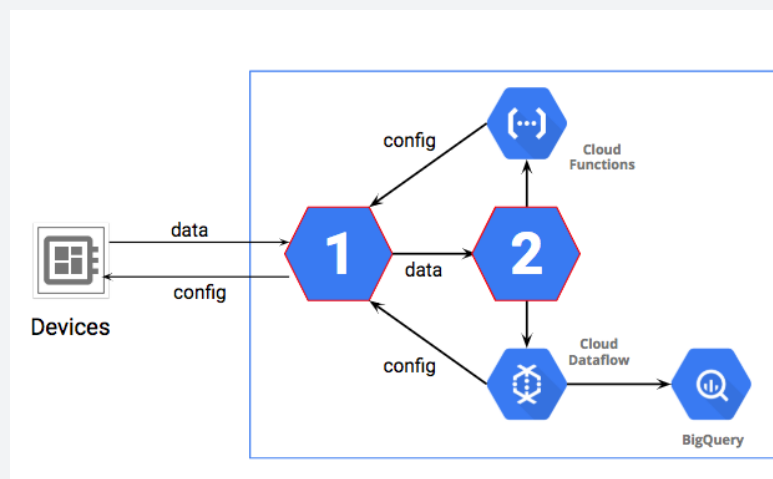 config
Cloud
Functions
data
1
data
2
config
Devices
config
Cloud
Dataflow
BigQuery